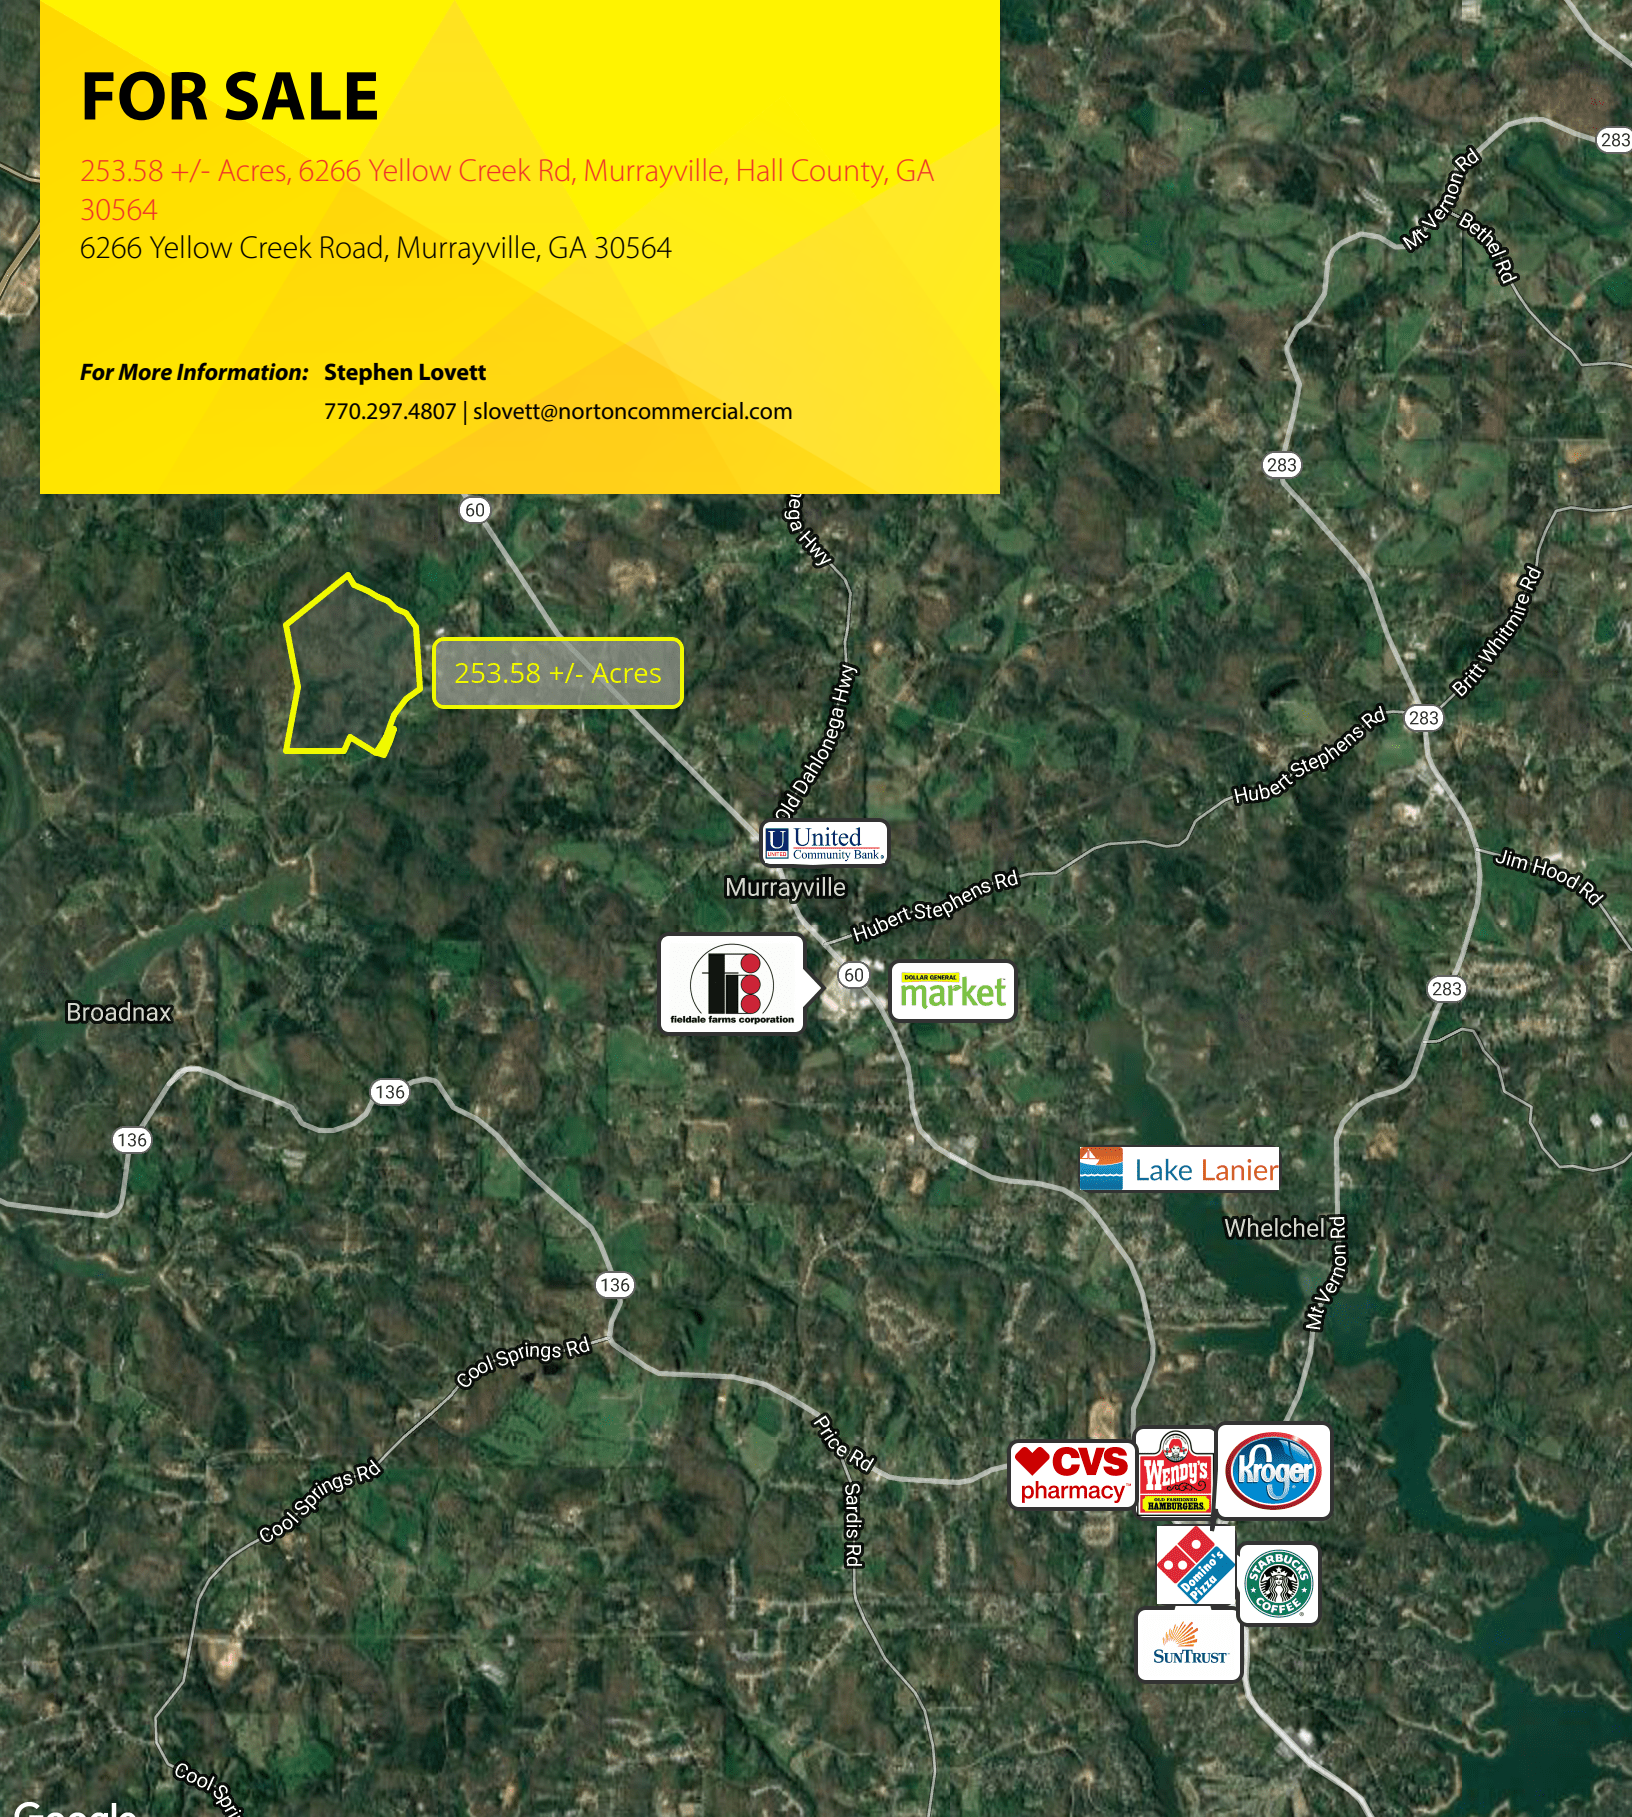 FOR SALE
253.58 +/- Acres, 6266 Yellow Creek Rd, Murrayville, Hall County, GA
30564
6266 Yellow Creek Road, Murrayville, GA 30564
For More Information: Stephen Lovett
770.297.4807 | slovett@nortoncommercial.com
283
Mt Vernon Rd
Bethel Rd
283
60
Hwy
253.58 +/- Acres
Old Dahlonega Hwy
Britt Whitmire Rd
283
Hubert Stephens Rd
U United
UNITED Community Bank
Murrayville
Hubert Stephens Rd
Jim Hood Rd
fieldale farms corporation
60
DOLLAR GENERAL
market
283
Broadnax
136
136
Lake Lanier
Whelchel
Mt Vernon Rd
136
Cool Springs Rd
Price Rd
Cool Springs Rd
Sardis Rd
CVS
pharmacy
WENDY'S
OLD FASHIONED
HAMBURGERS
Kroger
Domino's
Pizza
STARBUCKS
COFFEE
SUNTRUST
Cool
Google